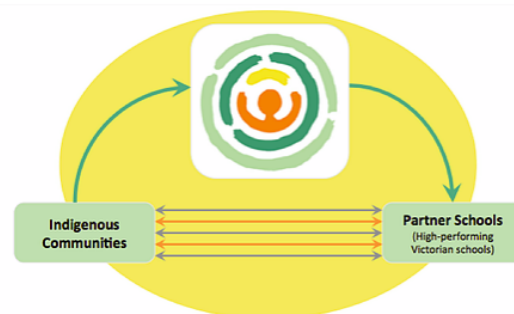 Indigenous
Communities
Partner Schools
(High-performing
Victorian schools)